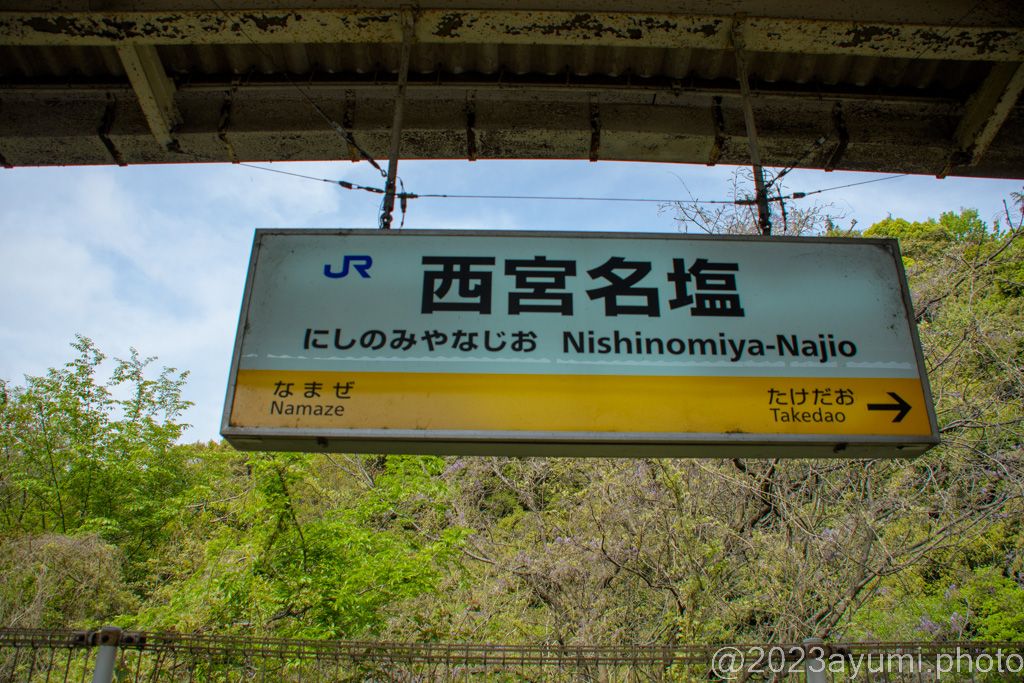 JR 西宮名塩
にしのみやなじお Nishinomiya-Najio
なまぜ たけだお →
Namaze Takedao
@2023ayumi.photo